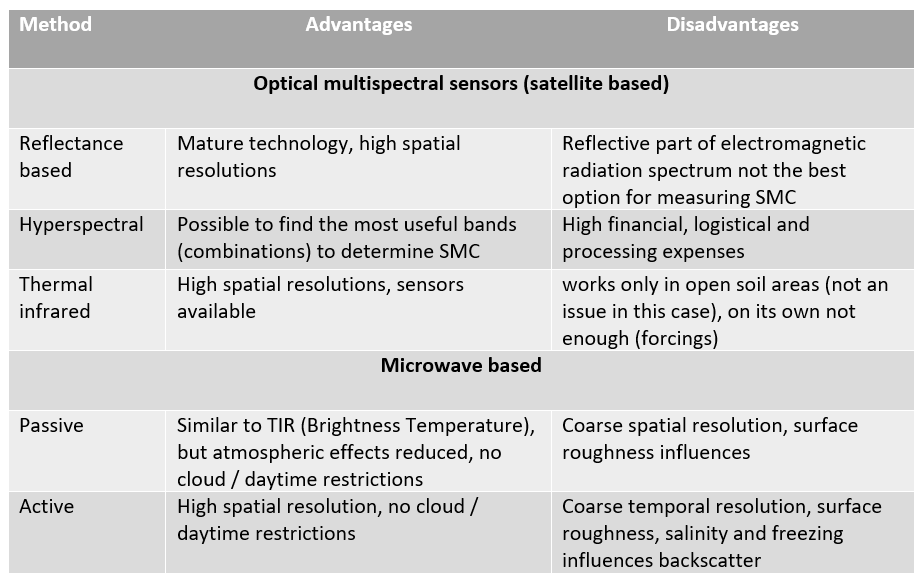 Method Advantages Disadvantages
Optical multispectral sensors (satellite based)
Reflectance Mature technology, high spatial Reflective part of electromagnetic
based resolutions radiation spectrum not the best
option for measuring SMC
Hyperspectral Possible to find the most useful bands High financial, logistical and
(combinations) to determine SMC processing expenses
Thermal High spatial resolutions, sensors works only in open soil areas (not an
infrared available issue in this case), on its own not
enough (forcings)
Microwave based
Passive Similar to TIR (Brightness Temperature), Coarse spatial resolution, surface
but atmospheric effects reduced, no roughness influences
cloud / daytime restrictions
Active High spatial resolution, no cloud / Coarse temporal resolution, surface
daytime restrictions roughness, salinity and freezing
influences backscatter